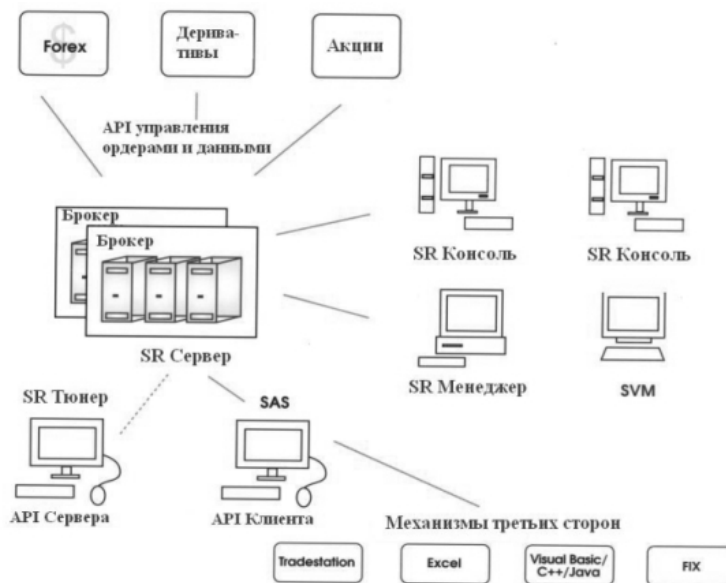 Forex
Дерива-
тивы
Акции
API управления
ордерами и данными
Брокер
Брокер
SR Сервер
SR Консоль
SR Консоль
SR Менеджер
SVM
SR Тюнер
SAS
API Сервера
API Клиента
Механизмы третьих сторон
Tradestation
Excel
Visual Basic/
C++/Java
FIX